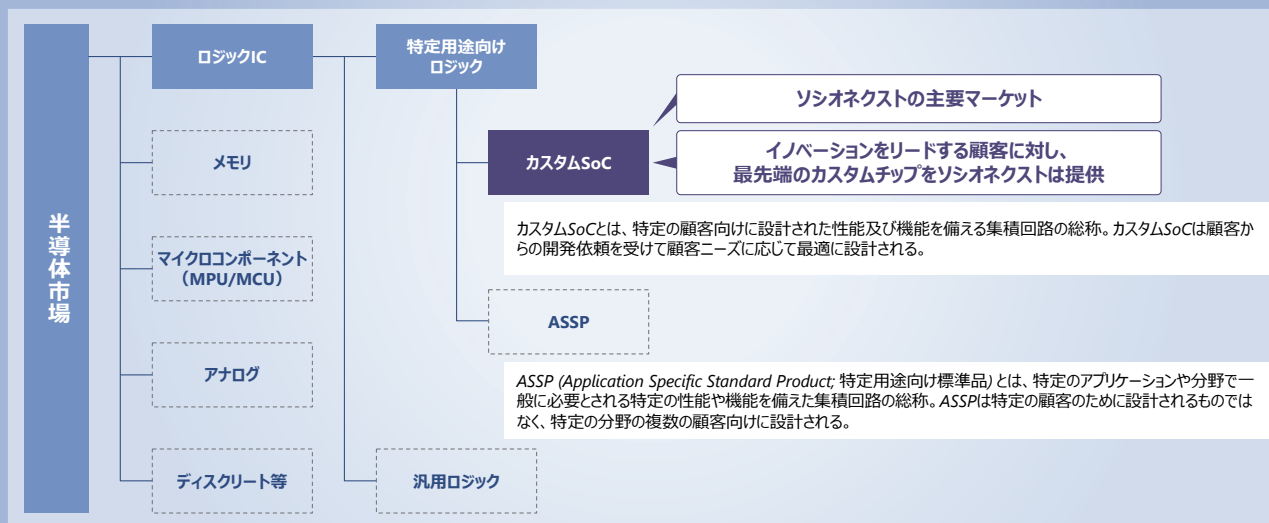 半導体市場
ロジックIC
特定用途向け
ロジック
ソシオネクストの主要マーケット
メモリ
カスタムSoC
イノベーションをリードする顧客に対し、
最先端のカスタムチップをソシオネクストは提供
カスタムSoCとは、特定の顧客向けに設計された性能及び機能を備える集積回路の総称。カスタムSoCは顧客か
らの開発依頼を受けて顧客ニーズに応じて最適に設計される。
マイクロコンポーネント
（MPU/MCU）
ASSP
アナログ
ASSP (Application Specific Standard Product; 特定用途向け標準品) とは、特定のアプリケーションや分野で一
般に必要とされる特定の性能や機能を備えた集積回路の総称。ASSPは特定の顧客のために設計されるものでは
なく、特定の分野の複数の顧客向けに設計される。
ディスクリート等
汎用ロジック